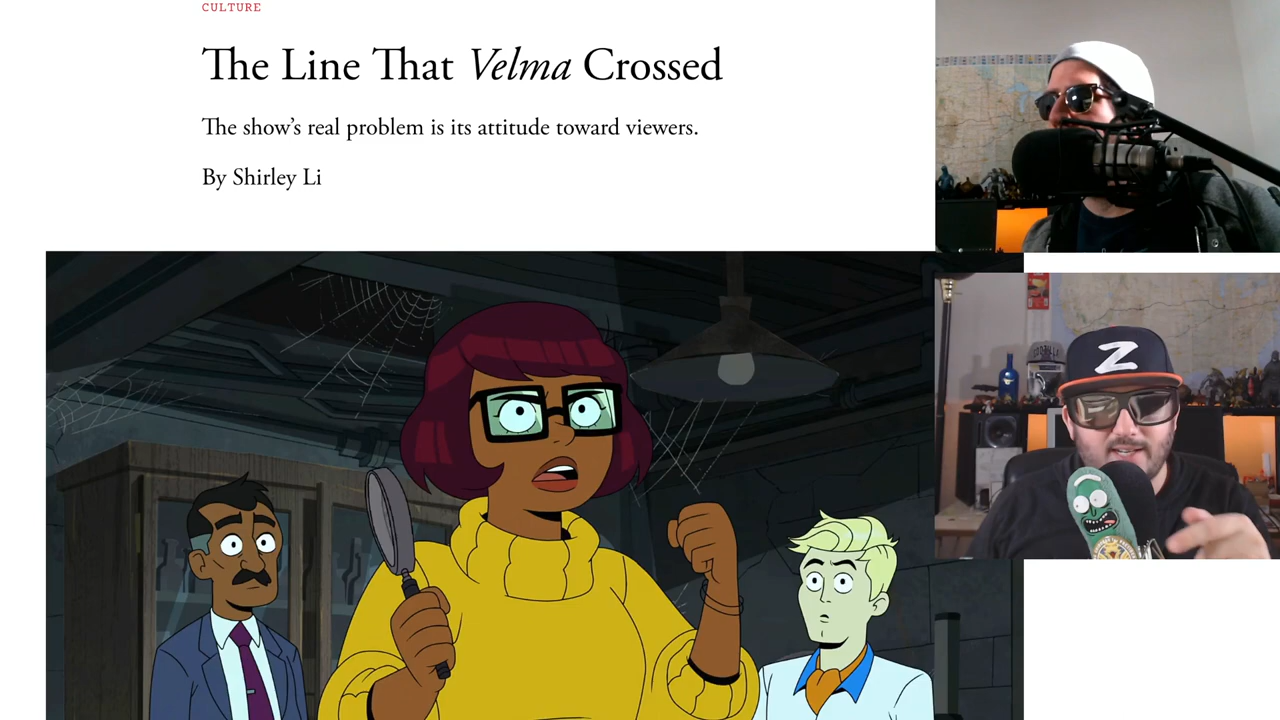 CULTURE
The Line That Velma Crossed
The show's real problem is its attitude toward viewers.
By Shirley Li
Z